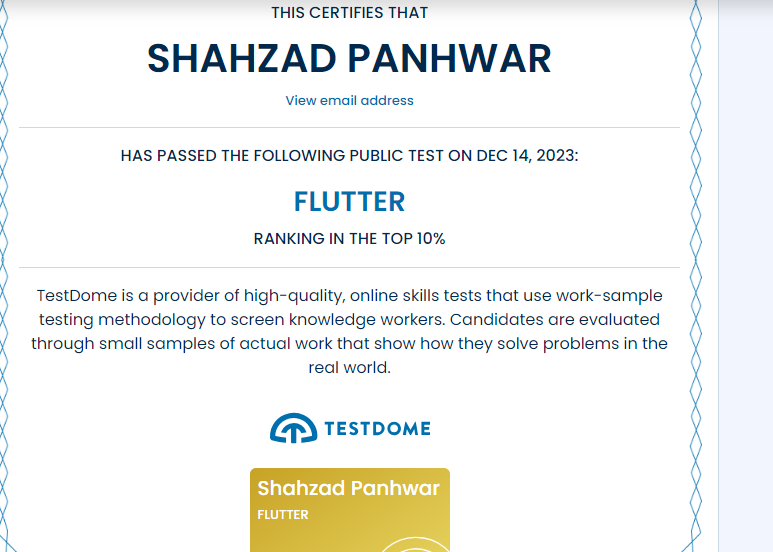 THIS CERTIFIES THAT
SHAHZAD PANHWAR
View email address
HAS PASSED THE FOLLOWING PUBLIC TEST ON DEC 14, 2023:
FLUTTER
RANKING IN THE TOP 10%
TestDome is a provider of high-quality, online skills tests that use work-sample
testing methodology to screen knowledge workers. Candidates are evaluated
through small samples of actual work that show how they solve problems in the
real world.
TESTDOME
Shahzad Panhwar
FLUTTER